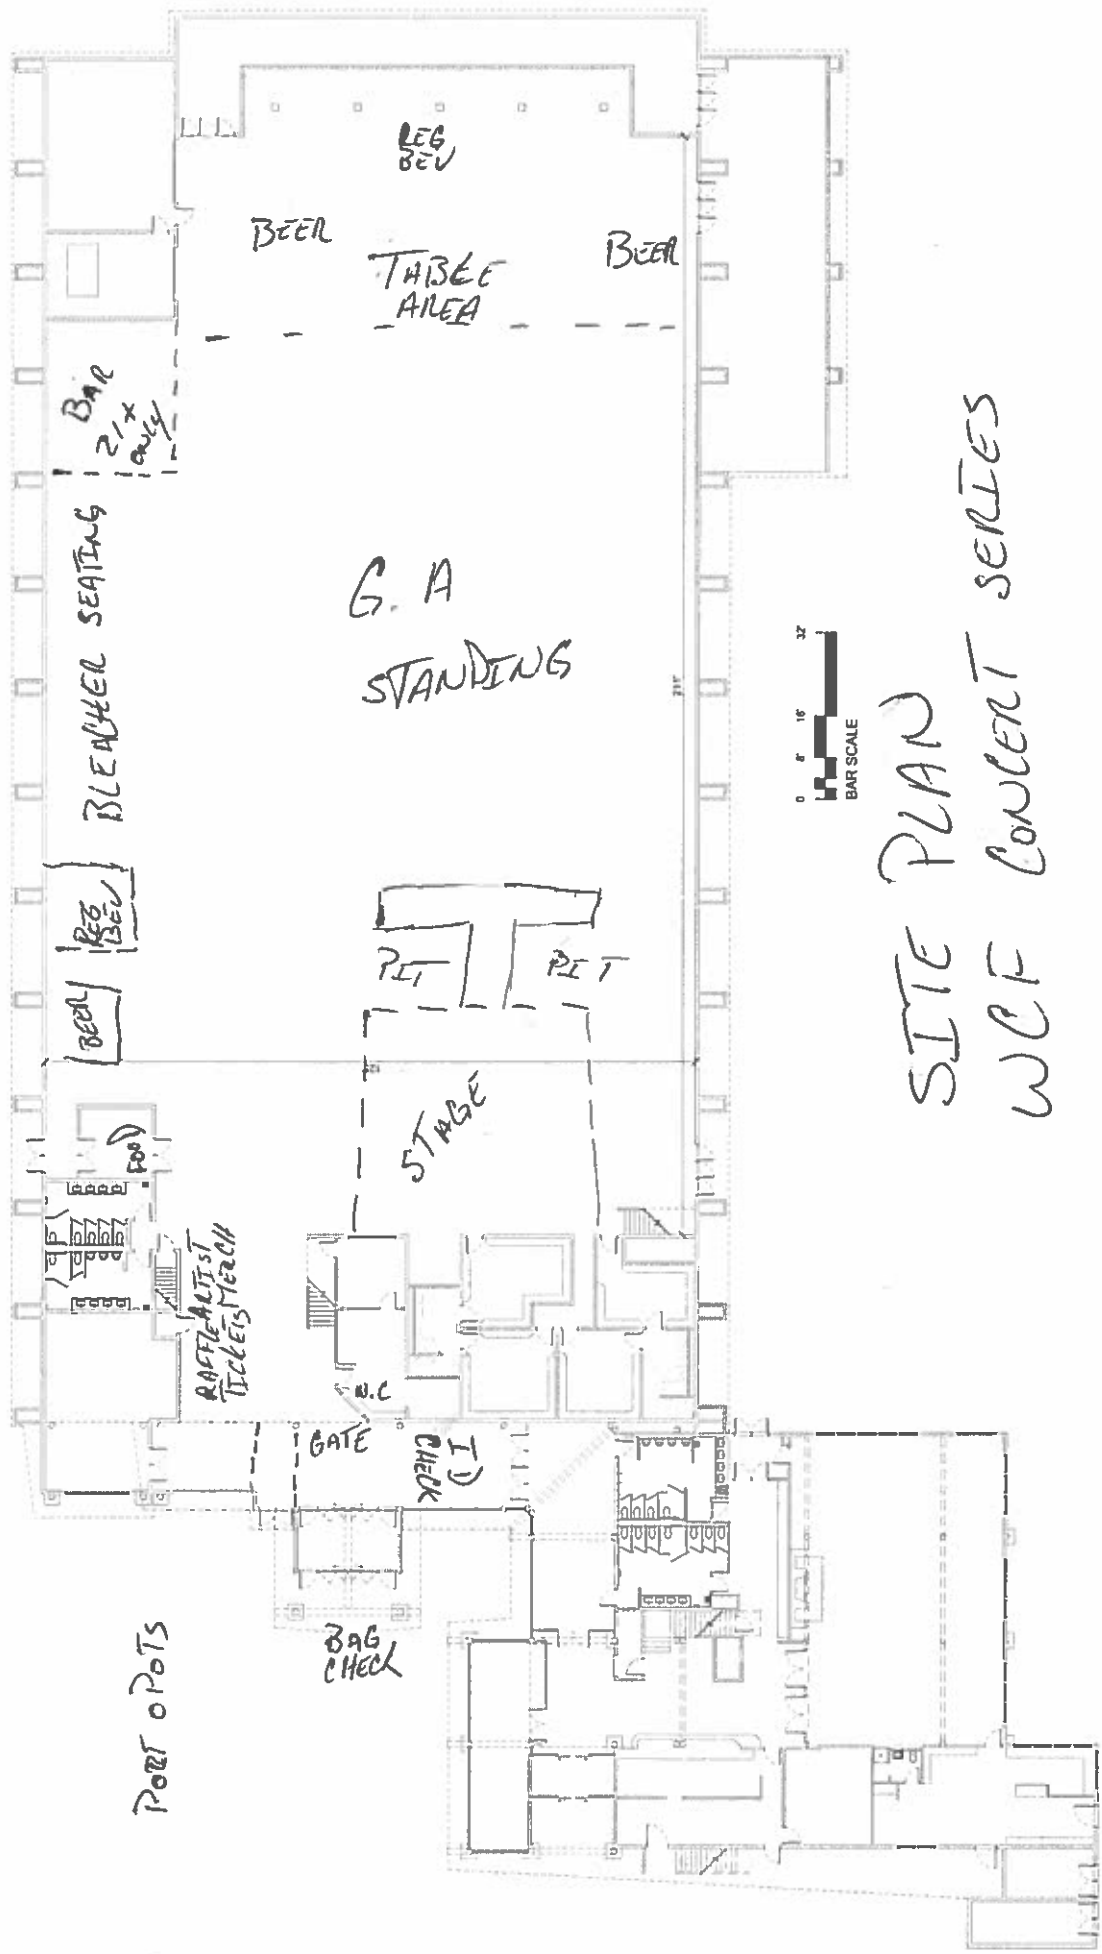 REG
BEV
BEER
BEER
TABLE
AREA
BAR
21+
ONLY
BLEACHER SEATING
G. A
STANDING
REG
BEV
PIT
PIT
BEER
STAGE
FOOD
RAFFLE ARTIST
TICKETS MERCH
W.C
GATE
ID
CHECK
BAG
CHECK
PORT O POTS
0 8' 16' 32'
BAR SCALE
SITE PLAN
WCF CONCERT SERIES